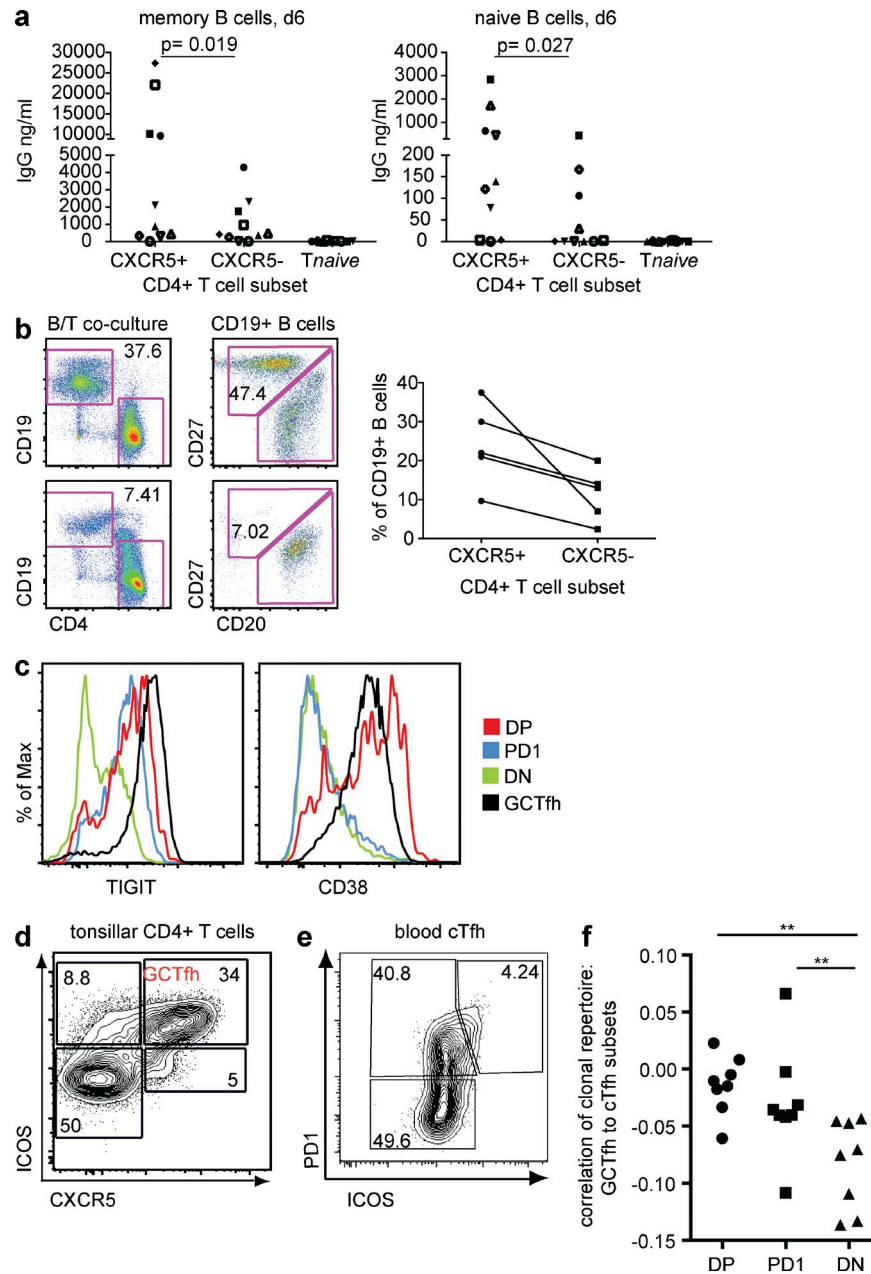 a
memory B cells, d6
naive B cells, d6
30000
25000
20000
15000
10000
5000
4000
3000
2000
1000
0
IgG ng/ml
p= 0.019
CXCR5+ CXCR5- Tnaive
CD4+ T cell subset
4000
3000
2000
1000
200
150
100
50
0
IgG ng/ml
p= 0.027
CXCR5+ CXCR5- Tnaive
CD4+ T cell subset
b
B/T co-culture
CD19+ B cells
37.6
CD19
47.4
CD27
7.41
CD19
CD4
7.02
CD27
CD20
% of CD19+ B cells
40
30
20
10
0
CXCR5+ CXCR5-
CD4+ T cell subset
c
% of Max
TIGIT
CD38
DP
PD1
DN
GCTfh
d
tonsillar CD4+ T cells
8.8
GCTfh
34
5
50
ICOS
CXCR5
e
blood cTfh
40.8
4.24
49.6
PD1
ICOS
f
**
**
correlation of clonal repertoire:
GCTfh to cTfh subsets
0.10
0.05
0.00
-0.05
-0.10
-0.15
DP PD1 DN